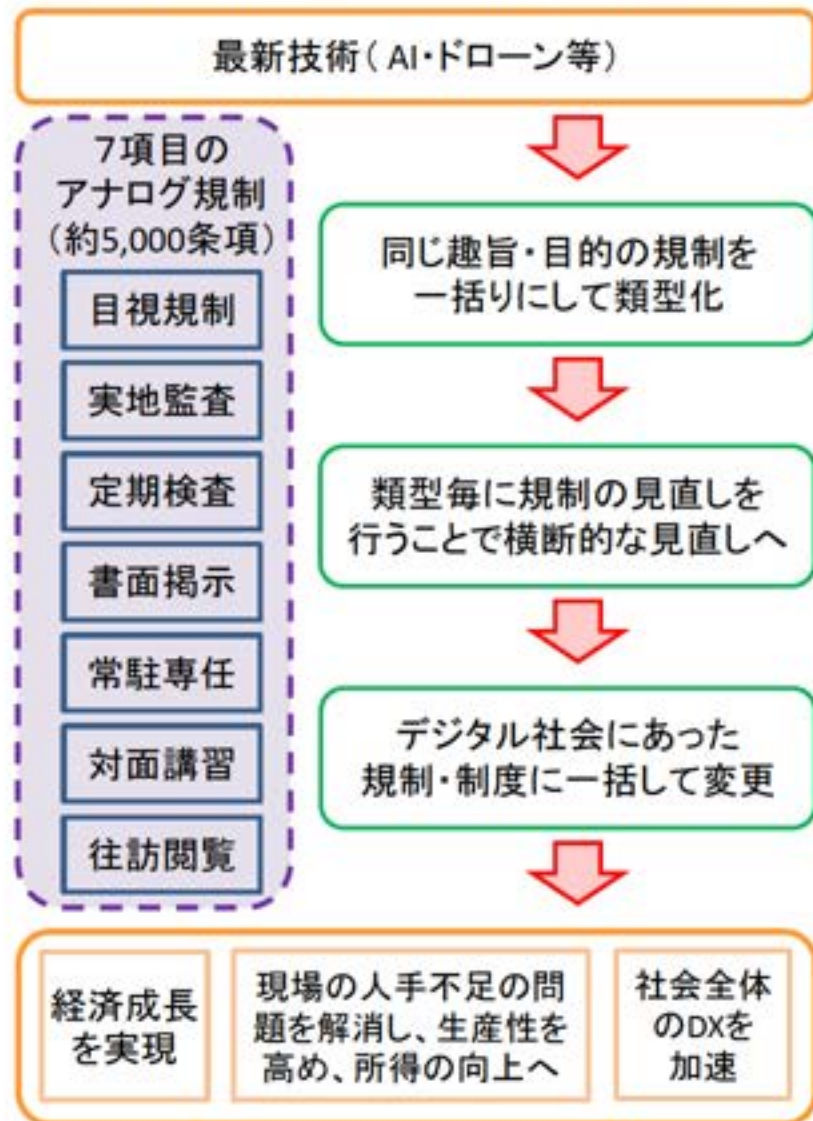 最新技術（AI・ドローン等）
７項目の
アナログ規制
（約5,000条項）
目視規制
実地監査
定期検査
書面掲示
常駐専任
対面講習
往訪閲覧
同じ趣旨・目的の規制を
一括りにして類型化
類型毎に規制の見直しを
行うことで横断的な見直しへ
デジタル社会にあった
規制・制度に一括して変更
経済成長
を実現
現場の人手不足の問
題を解消し、生産性を
高め、所得の向上へ
社会全体
のDXを
加速